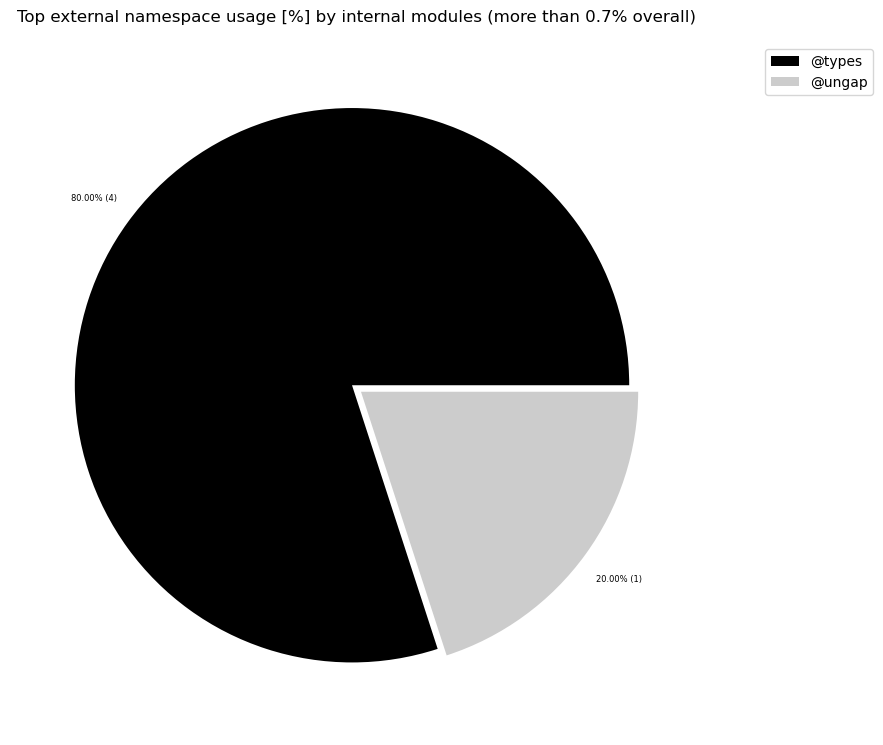 Top external namespace usage [%] by internal modules (more than 0.7% overall)
@types
@ungap
80.00% (4)
20.00% (1)